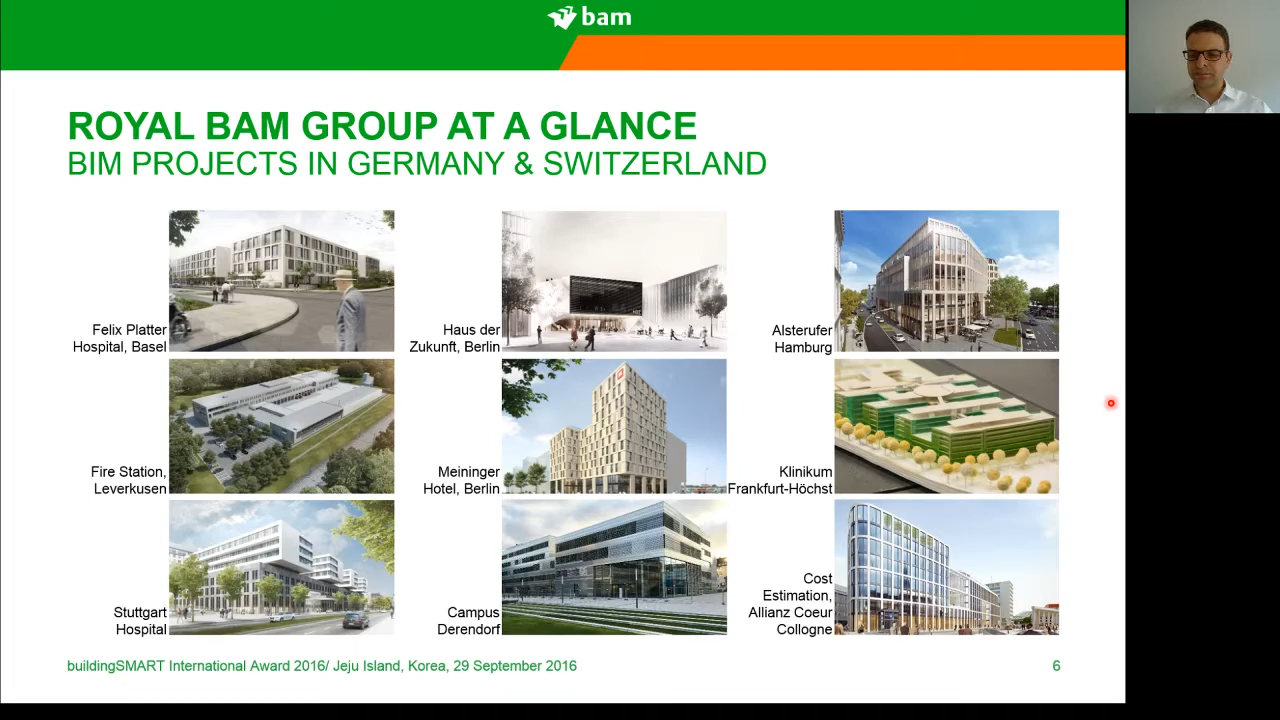 bam
ROYAL BAM GROUP AT A GLANCE
BIM PROJECTS IN GERMANY & SWITZERLAND
Felix Platter
Hospital, Basel
Haus der
Zukunft, Berlin
Alsterufer
Hamburg
Fire Station,
Leverkusen
Meininger
Hotel, Berlin
Klinikum
Frankfurt-Höchst
Stuttgart
Hospital
Campus
Derendorf
Cost
Estimation,
Allianz Coeur
Collogne
buildingSMART International Award 2016/ Jeju Island, Korea, 29 September 2016
6